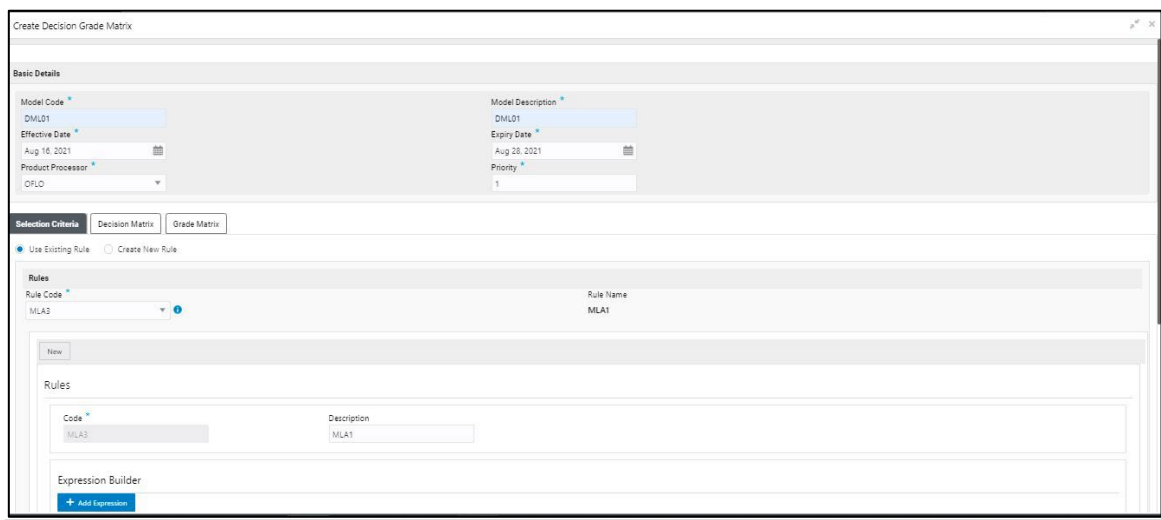 Create Decision Grade Matrix
Basic Details
Model Code * Model Description *
DML01 DML01
Effective Date * Expiry Date *
Aug 16, 2021 Aug 28, 2021
Product Processor * Priority *
OFLO 1
Selection Criteria Decision Matrix Grade Matrix
Use Existing Rule Create New Rule
Rules
Rule Code * Rule Name
MLA3 MLA1
New
Rules
Code * Description
MLA3 MLA1
Expression Builder
+ Add Expression